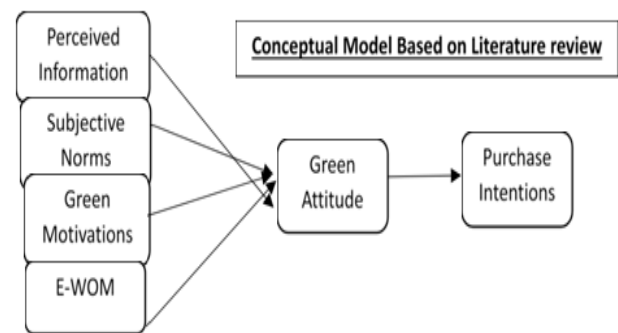 Perceived
Information
Conceptual Model Based on Literature review
Subjective
Norms
Green
Motivations
E-WOM
Green
Attitude
Purchase
Intentions